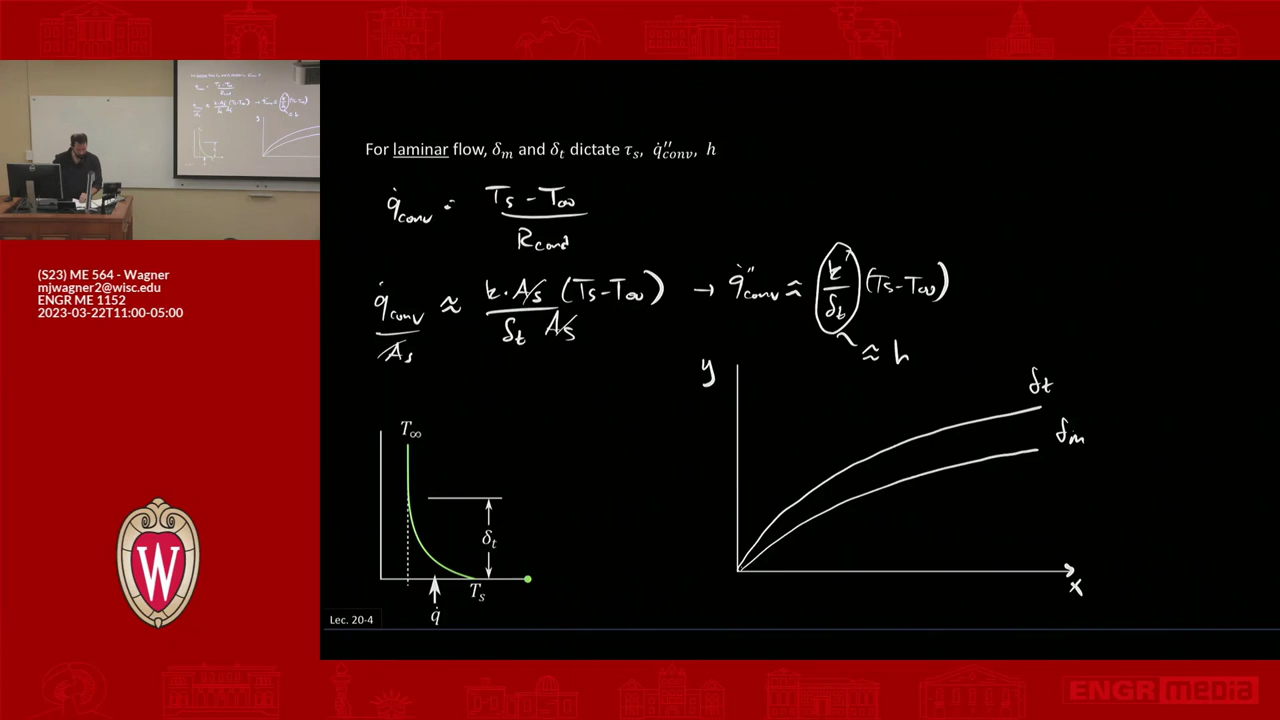 For laminar flow, δm and δt dictate τs, q̇″conv, h
q̇conv = Ts - T∞ / Rcond
q̇conv / As ≈ k · As / δt As (Ts - T∞) → q̇″conv ≈ k / δt (Ts - T∞)
≈ h
y
δt
δm
x
T∞
δt
Ts
q̇
Lec. 20-4
(S23) ME 564 - Wagner
mjwagner2@wisc.edu
ENGR ME 1152
2023-03-22T11:00-05:00
W
ENGR media